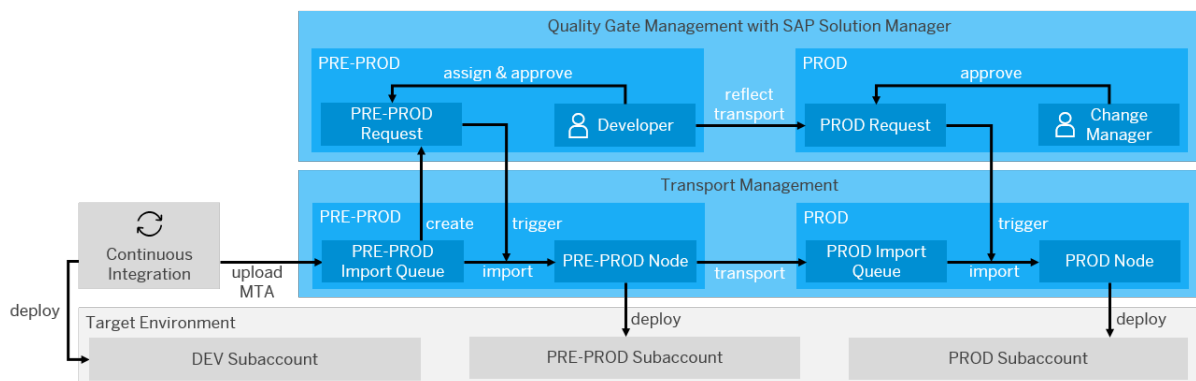 Quality Gate Management with SAP Solution Manager
PRE-PROD
assign & approve
PRE-PROD
Request
Developer
reflect
transport
PROD
approve
PROD Request
Change
Manager
Transport Management
PRE-PROD
create
trigger
PRE-PROD
Import Queue
import
PRE-PROD Node
transport
PROD
trigger
PROD Import
Queue
import
PROD Node
Continuous
Integration
upload
MTA
deploy
deploy
deploy
Target Environment
DEV Subaccount
PRE-PROD Subaccount
PROD Subaccount